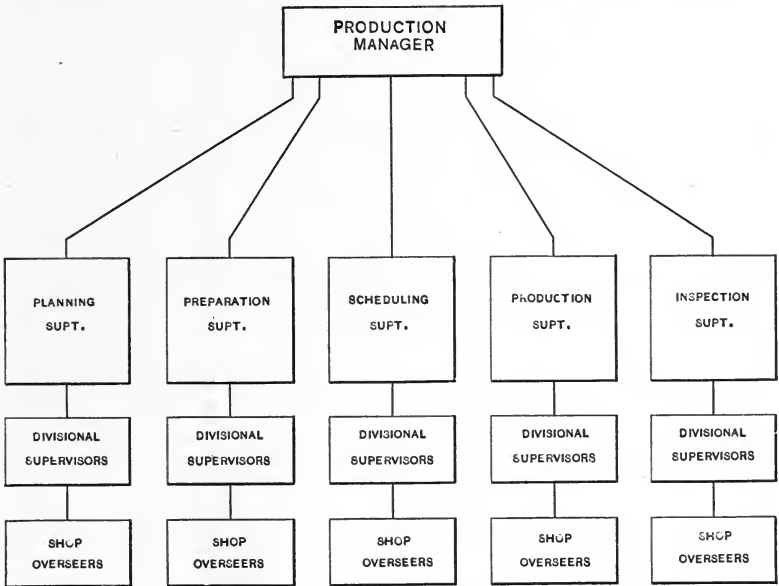 PRODUCTION
MANAGER
PLANNING
SUPT.
PREPARATION
SUPT.
SCHEDULING
SUPT.
PRODUCTION
SUPT.
INSPECTION
SUPT.
DIVISIONAL
SUPERVISORS
DIVISIONAL
SUPERVISORS
DIVISIONAL
SUPERVISORS
DIVISIONAL
SUPERVISORS
DIVISIONAL
SUPERVISORS
SHOP
OVERSEERS
SHOP
OVERSEERS
SHOP
OVERSEERS
SHOP
OVERSEERS
SHOP
OVERSEERS